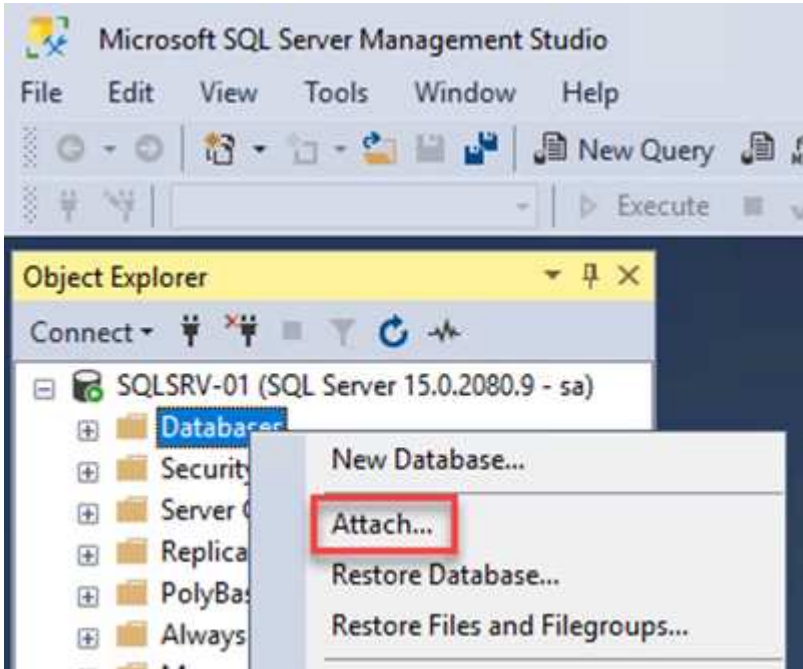 Microsoft SQL Server Management Studio
File Edit View Tools Window Help
New Query
Execute
Object Explorer
Connect
SQLSRV-01 (SQL Server 15.0.2080.9 - sa)
Databases
New Database...
Securit
Server
Attach...
Replica
Restore Database...
PolyBas
Always
Restore Files and Filegroups...